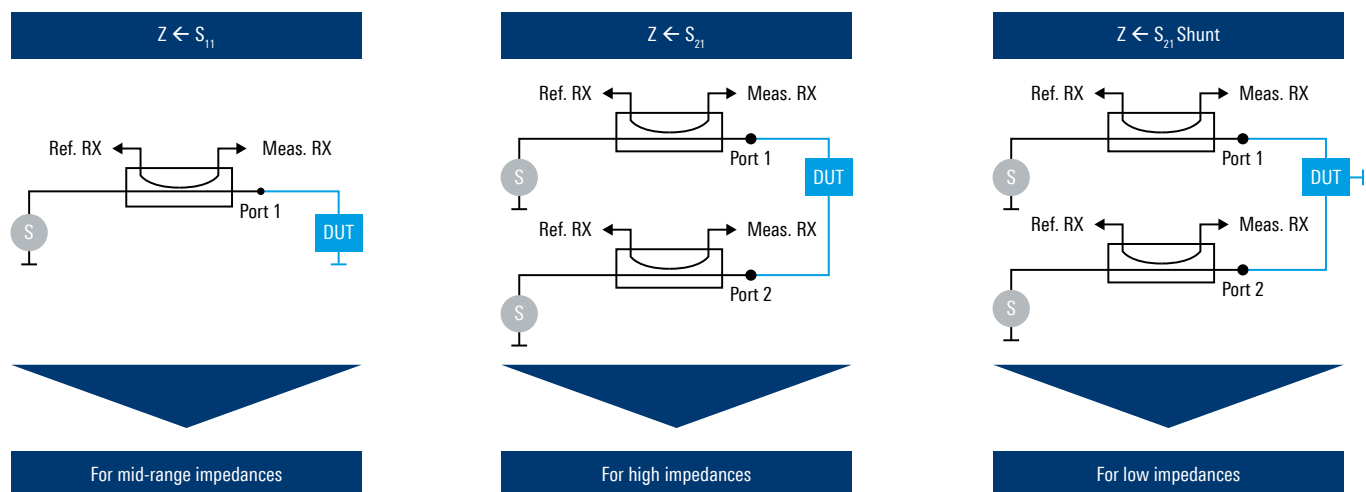 Z ← S₁₁
Ref. RX
Meas. RX
Port 1
S
DUT
For mid-range impedances
Z ← S₂₁
Ref. RX
Meas. RX
Port 1
S
DUT
Ref. RX
Meas. RX
Port 2
S
For high impedances
Z ← S₂₁ Shunt
Ref. RX
Meas. RX
Port 1
S
DUT
Ref. RX
Meas. RX
Port 2
S
For low impedances